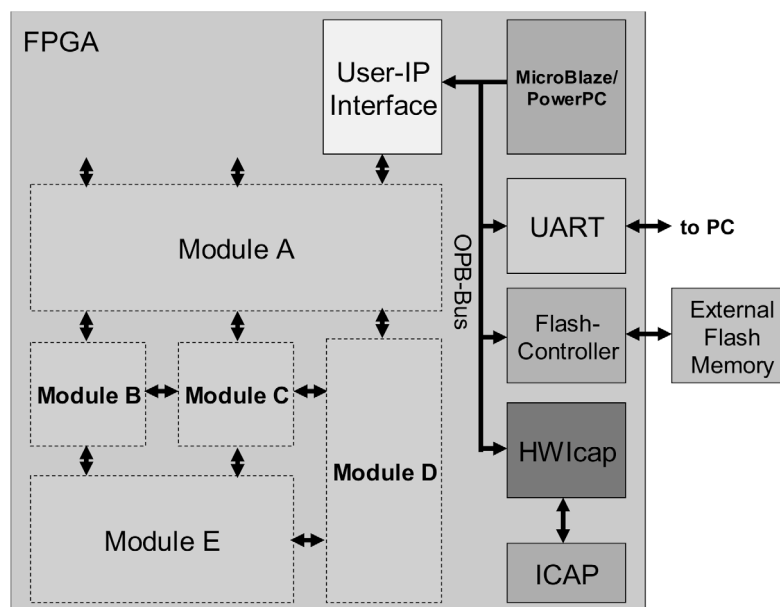 FPGA
User-IP
Interface
MicroBlaze/
PowerPC
Module A
UART
to PC
OPB-Bus
Flash-
Controller
External
Flash
Memory
Module B
Module C
Module D
HWIcap
Module E
ICAP